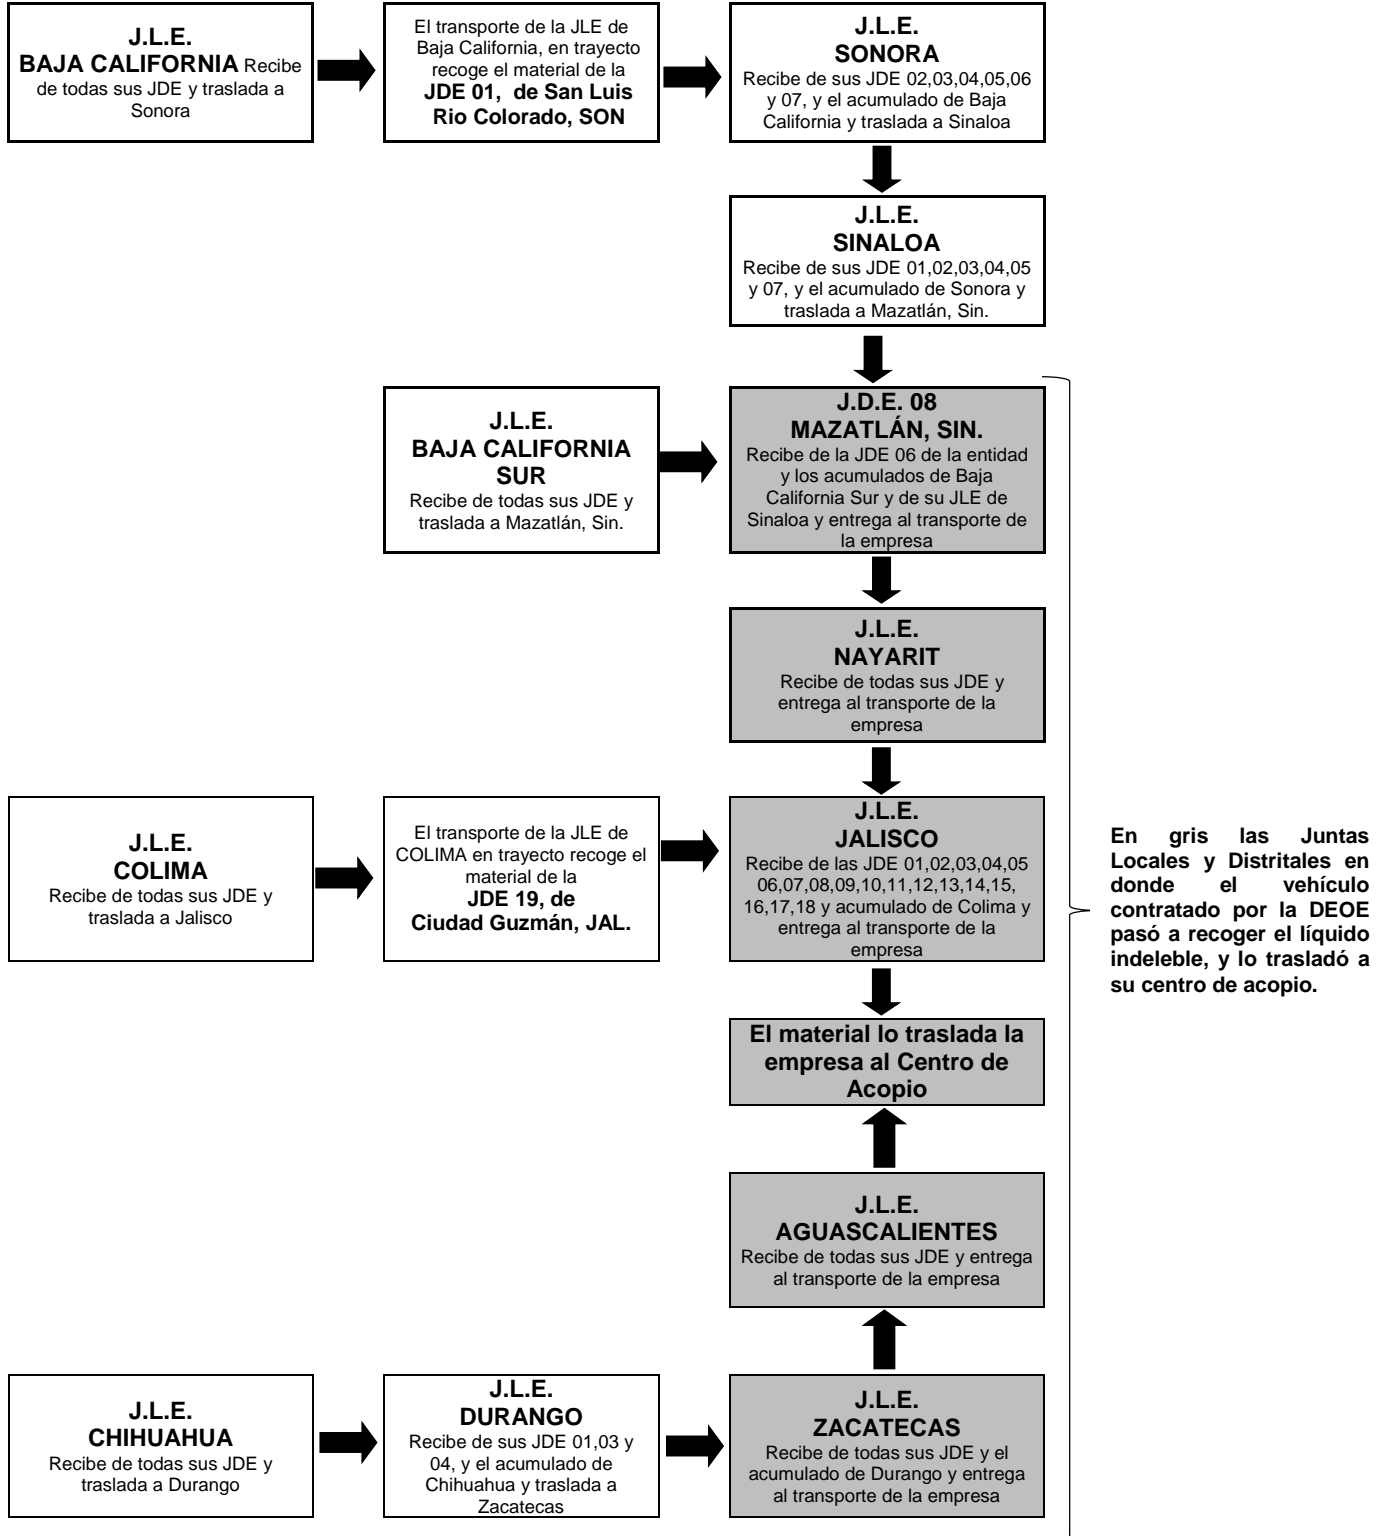 J.L.E.
BAJA CALIFORNIA Recibe
de todas sus JDE y traslada a
Sonora
El transporte de la JLE de
Baja California, en trayecto
recoge el material de la
JDE 01, de San Luis
Rio Colorado, SON
J.L.E.
SONORA
Recibe de sus JDE 02,03,04,05,06
y 07, y el acumulado de Baja
California y traslada a Sinaloa
J.L.E.
SINALOA
Recibe de sus JDE 01,02,03,04,05
y 07, y el acumulado de Sonora y
traslada a Mazatlán, Sin.
J.L.E.
BAJA CALIFORNIA
SUR
Recibe de todas sus JDE y
traslada a Mazatlán, Sin.
J.D.E. 08
MAZATLÁN, SIN.
Recibe de la JDE 06 de la entidad
y los acumulados de Baja
California Sur y de su JLE de
Sinaloa y entrega al transporte de
la empresa
J.L.E.
NAYARIT
Recibe de todas sus JDE y
entrega al transporte de la
empresa
J.L.E.
COLIMA
Recibe de todas sus JDE y
traslada a Jalisco
El transporte de la JLE de
COLIMA en trayecto recoge el
material de la
JDE 19, de
Ciudad Guzmán, JAL.
J.L.E.
JALISCO
Recibe de las JDE 01,02,03,04,05
06,07,08,09,10,11,12,13,14,15,
16,17,18 y acumulado de Colima y
entrega al transporte de la
empresa
En gris las Juntas
Locales y Distritales en
donde el vehículo
contratado por la DEOE
pasó a recoger el líquido
indeleble, y lo trasladó a
su centro de acopio.
El material lo traslada la
empresa al Centro de
Acopio
J.L.E.
AGUASCALIENTES
Recibe de todas sus JDE y entrega
al transporte de la empresa
J.L.E.
CHIHUAHUA
Recibe de todas sus JDE y
traslada a Durango
J.L.E.
DURANGO
Recibe de sus JDE 01,03 y
04, y el acumulado de
Chihuahua y traslada a
Zacatecas
J.L.E.
ZACATECAS
Recibe de todas sus JDE y el
acumulado de Durango y entrega
al transporte de la empresa